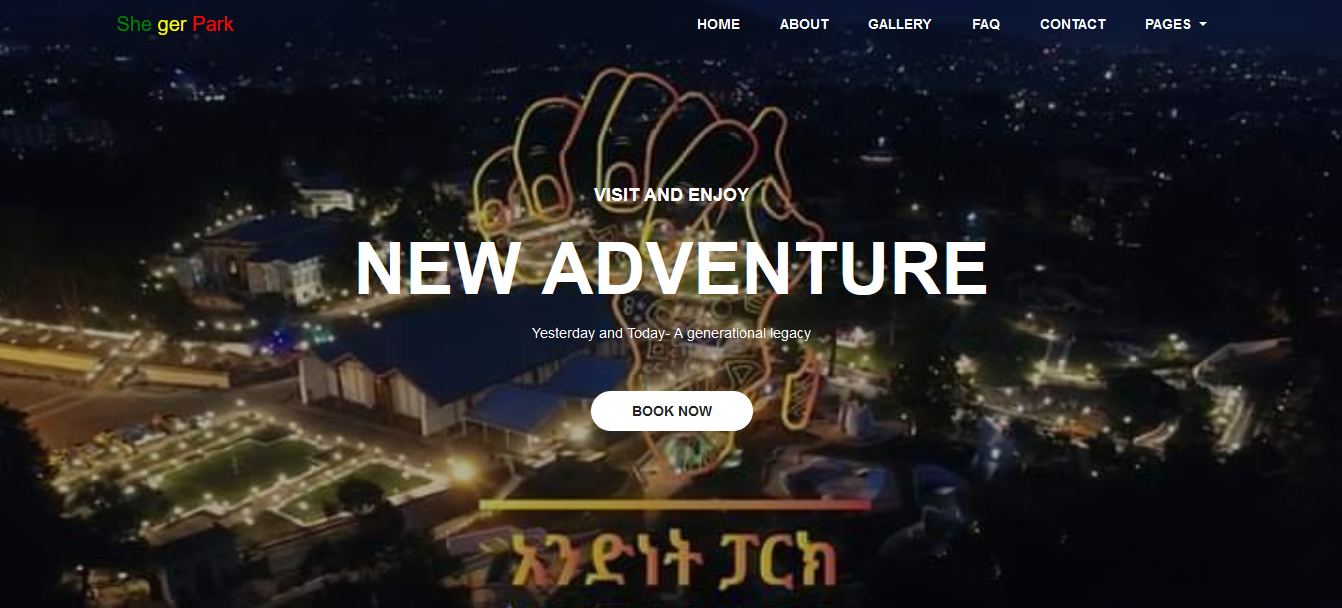 She ger Park
HOME ABOUT GALLERY FAQ CONTACT PAGES
VISIT AND ENJOY
NEW ADVENTURE
Yesterday and Today- A generational legacy
BOOK NOW
አንድነት ፓርክ